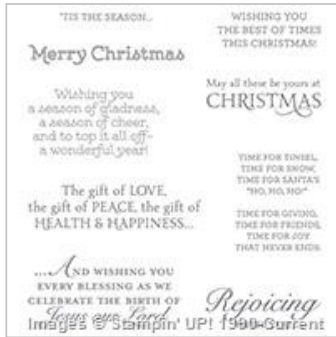 'TIS THE SEASON...
Merry Christmas
Wishing you
a season of gladness,
a season of cheer,
and to top it all off–
a wonderful year!
The gift of LOVE,
the gift of PEACE, the gift of
HEALTH & HAPPINESS...
...AND WISHING YOU
EVERY BLESSING AS WE
CELEBRATE THE BIRTH OF
Jesus our Lord
WISHING YOU
THE BEST OF TIMES
THIS CHRISTMAS!
May all these be yours at
CHRISTMAS
TIME FOR TINSEL,
TIME FOR SNOW,
TIME FOR SANTA'S
"HO, HO, HO!"
TIME FOR GIVING,
TIME FOR FRIENDS,
TIME FOR JOY
THAT NEVER ENDS.
Rejoicing
Images © Stampin' UP! 1990-Current